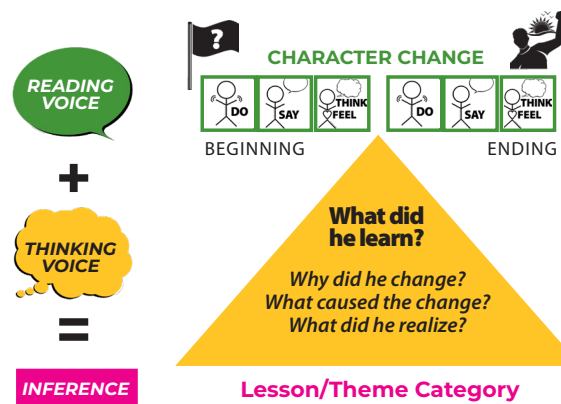 ?
CHARACTER CHANGE
READING
VOICE
DO
SAY
THINK
FEEL
DO
SAY
THINK
FEEL
BEGINNING
ENDING
+
THINKING
VOICE
=
INFERENCE
What did
he learn?
Why did he change?
What caused the change?
What did he realize?
Lesson/Theme Category